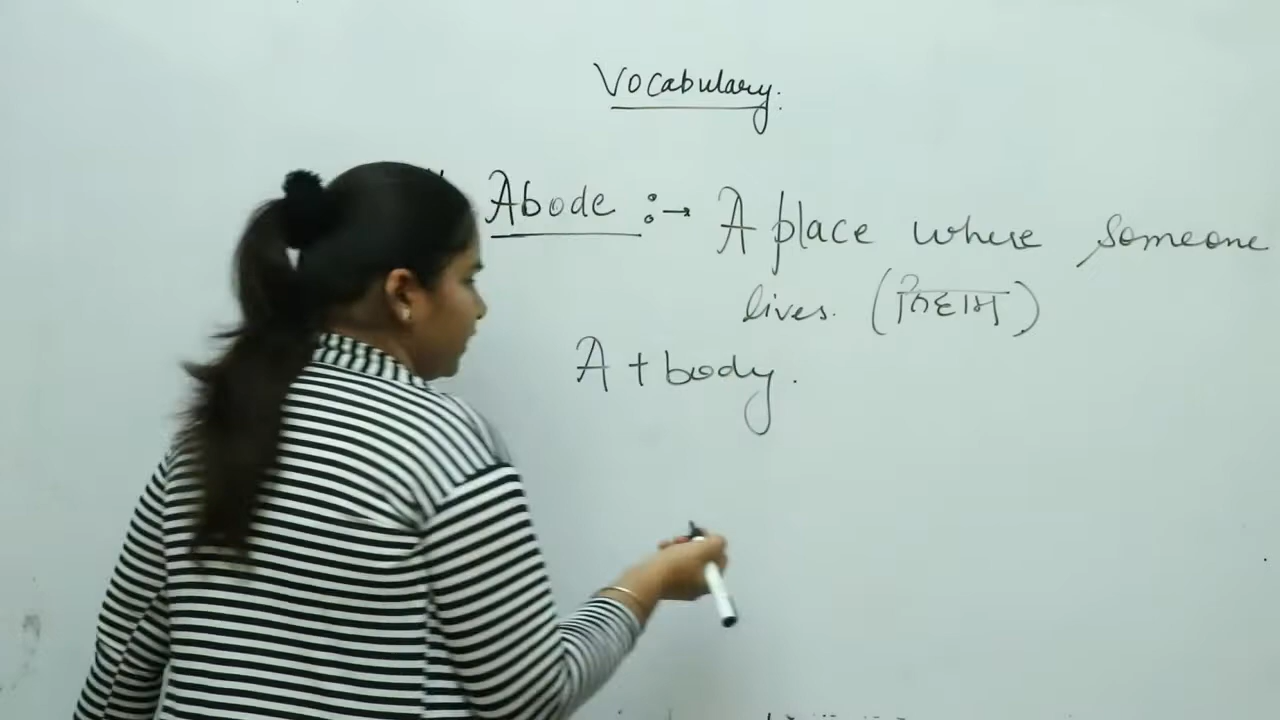 Vocabulary.
Abode :→ A place where someone
lives. (ਨਿਵਾਸ)
A + body.